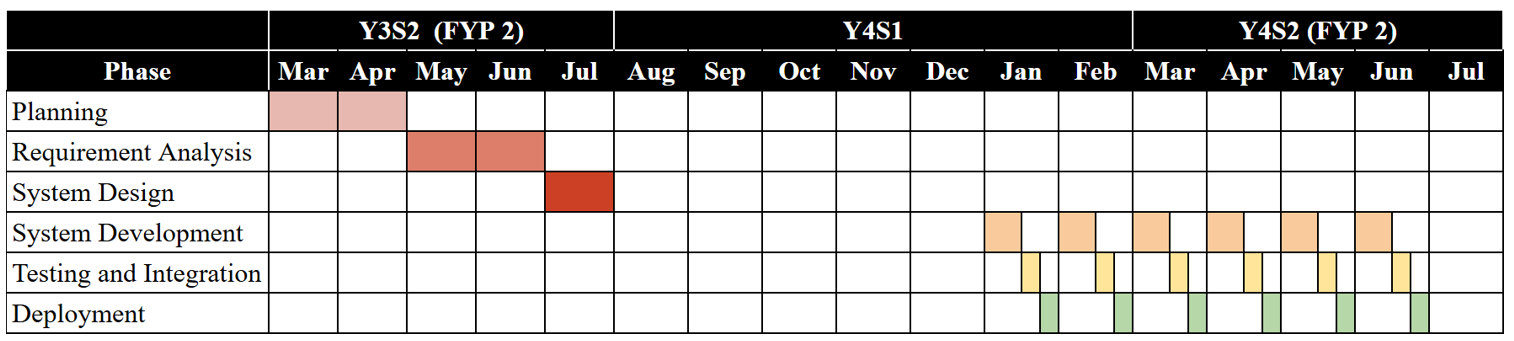 Y3S2 (FYP 2) Y4S1 Y4S2 (FYP 2)
Phase Mar Apr May Jun Jul Aug Sep Oct Nov Dec Jan Feb Mar Apr May Jun Jul
Planning
Requirement Analysis
System Design
System Development
Testing and Integration
Deployment